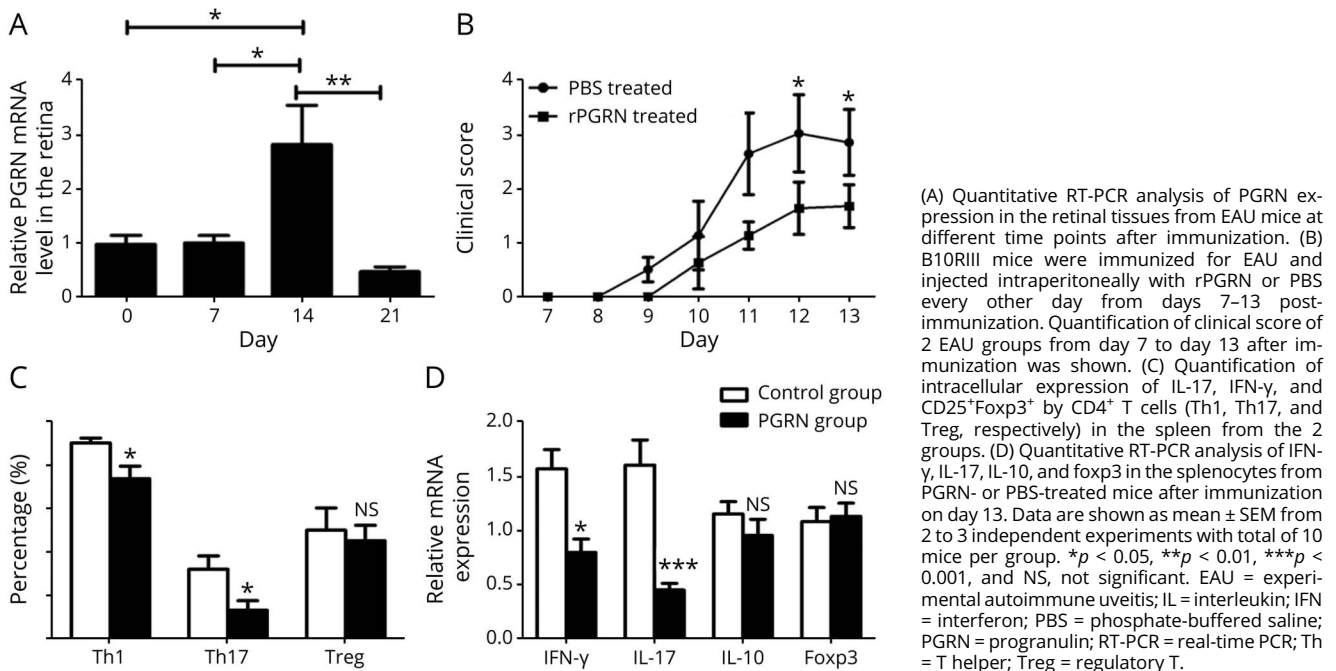 A
*
*
**
Relative PGRN mRNA
level in the retina
4
3
2
1
0
0 7 14 21
Day
B
PBS treated
rPGRN treated
* *
Clinical score
4
3
2
1
0
7 8 9 10 11 12 13
Day
C
Percentage (%)
*
*
NS
Th1 Th17 Treg
D
Control group
PGRN group
Relative mRNA
expression
2.0
1.5
1.0
0.5
0.0
*
***
NS
NS
IFN-γ IL-17 IL-10 Foxp3
(A) Quantitative RT-PCR analysis of PGRN ex-
pression in the retinal tissues from EAU mice at
different time points after immunization. (B)
B10RIII mice were immunized for EAU and
injected intraperitoneally with rPGRN or PBS
every other day from days 7–13 post-
immunization. Quantification of clinical score of
2 EAU groups from day 7 to day 13 after im-
munization was shown. (C) Quantification of
intracellular expression of IL-17, IFN-γ, and
CD25⁺Foxp3⁺ by CD4⁺ T cells (Th1, Th17, and
Treg, respectively) in the spleen from the 2
groups. (D) Quantitative RT-PCR analysis of IFN-
γ, IL-17, IL-10, and foxp3 in the splenocytes from
PGRN- or PBS-treated mice after immunization
on day 13. Data are shown as mean ± SEM from
2 to 3 independent experiments with total of 10
mice per group. *p < 0.05, **p < 0.01, ***p <
0.001, and NS, not significant. EAU = experi-
mental autoimmune uveitis; IL = interleukin; IFN
= interferon; PBS = phosphate-buffered saline;
PGRN = progranulin; RT-PCR = real-time PCR; Th
= T helper; Treg = regulatory T.